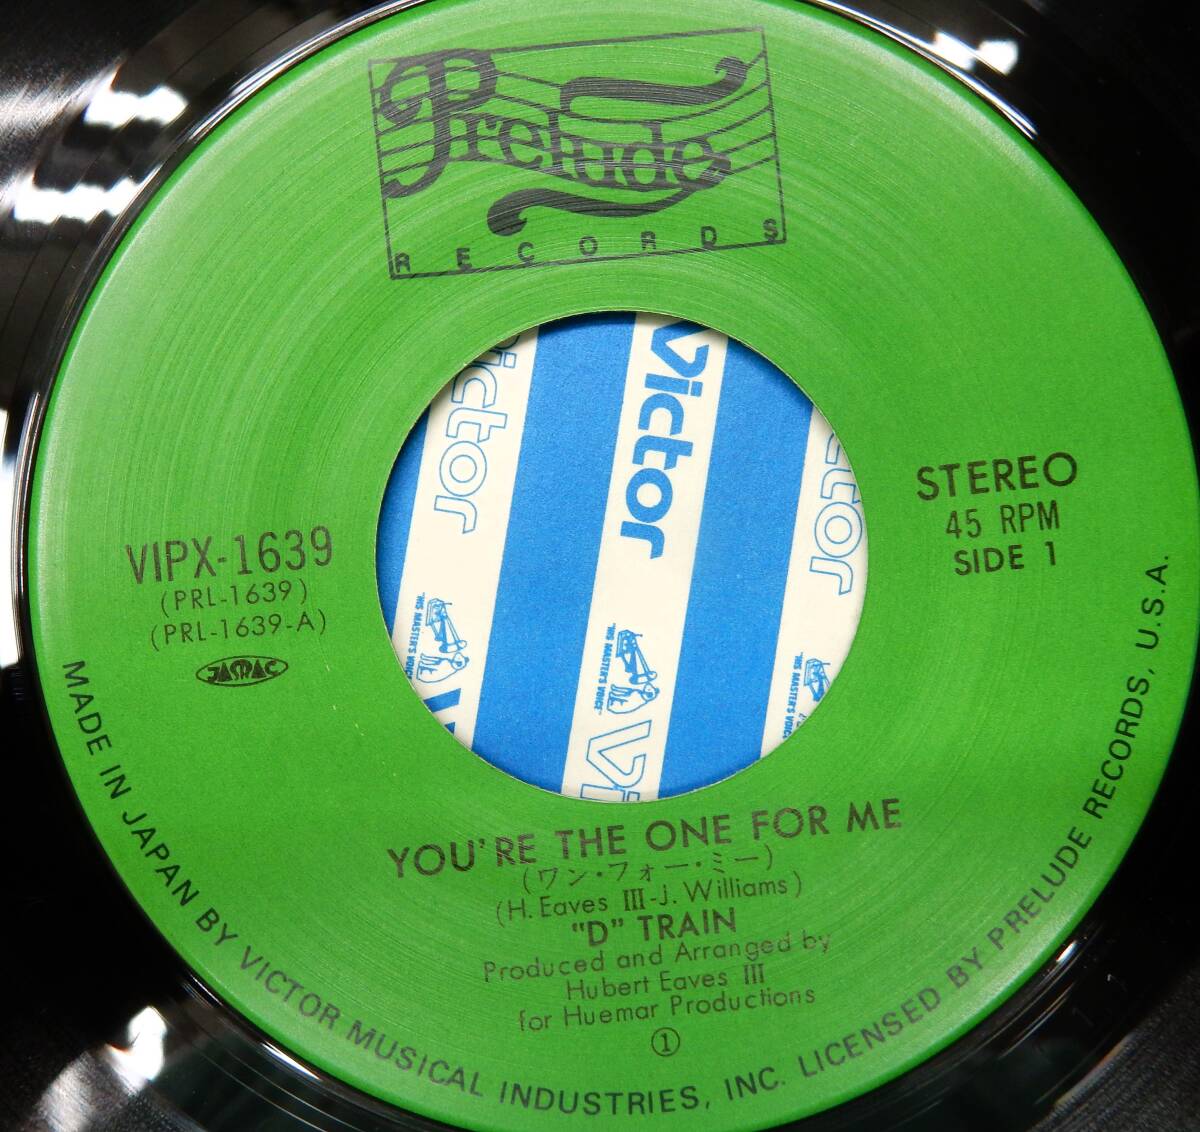 Prelude
RECORDS
Victor
Victor
Victor
"HIS MASTER'S VOICE"
"HIS MASTER'S VOICE"
"HIS MASTER'S VOICE"
STEREO
45 RPM
SIDE 1
VIPX-1639
(PRL-1639)
(PRL-1639-A)
JASRAC
YOU'RE THE ONE FOR ME
(ワン・フォー・ミー)
(H. Eaves III-J. Williams)
"D" TRAIN
Produced and Arranged by
Hubert Eaves III
for Huemar Productions
①
MADE IN JAPAN BY VICTOR MUSICAL INDUSTRIES, INC. LICENSED BY PRELUDE RECORDS, U.S.A.